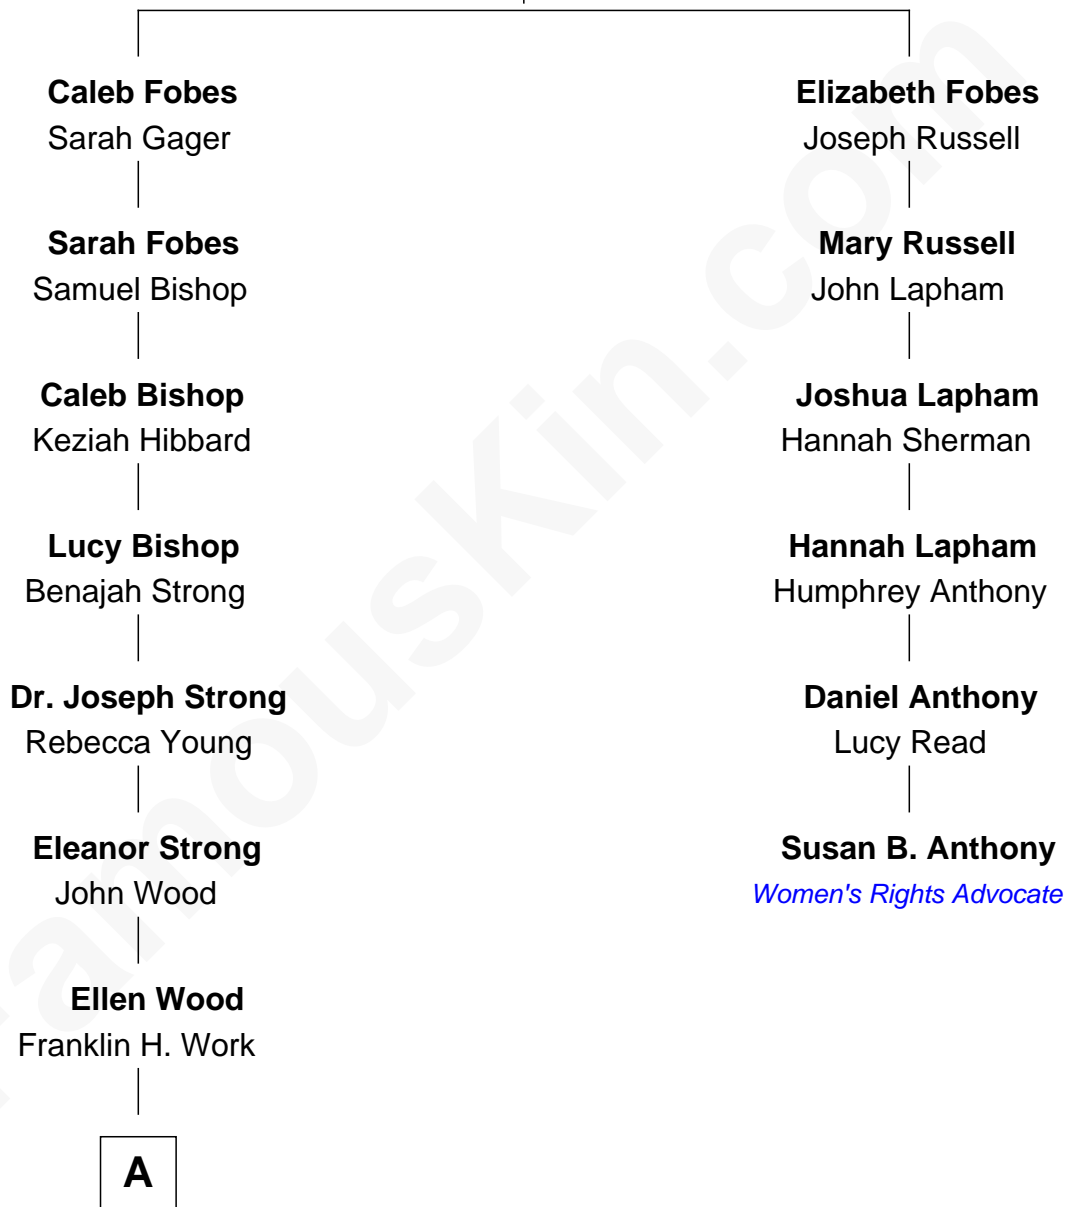 Caleb Fobes
Sarah Gager
Sarah Fobes
Samuel Bishop
Caleb Bishop
Keziah Hibbard
Lucy Bishop
Benajah Strong
Dr. Joseph Strong
Rebecca Young
Eleanor Strong
John Wood
Ellen Wood
Franklin H. Work
A
Elizabeth Fobes
Joseph Russell
Mary Russell
John Lapham
Joshua Lapham
Hannah Sherman
Hannah Lapham
Humphrey Anthony
Daniel Anthony
Lucy Read
Susan B. Anthony
Women's Rights Advocate
FamousKin.com